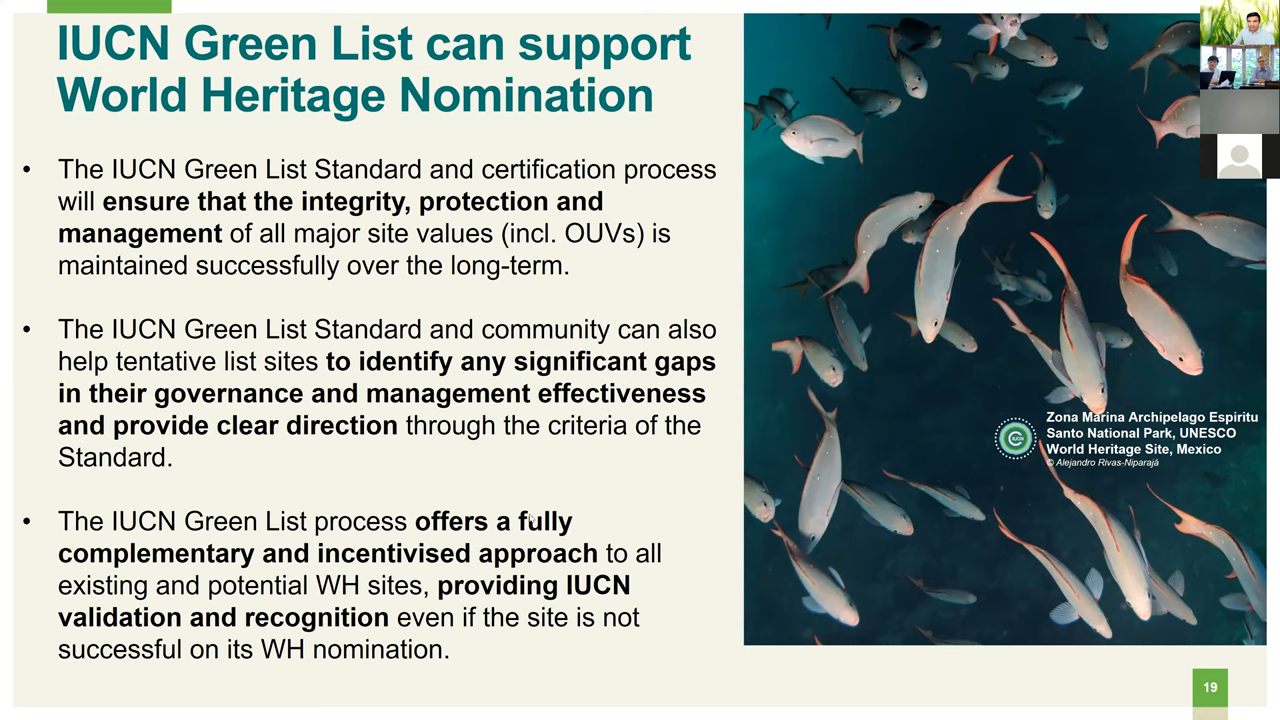 IUCN Green List can support
World Heritage Nomination
• The IUCN Green List Standard and certification process
will ensure that the integrity, protection and
management of all major site values (incl. OUVs) is
maintained successfully over the long-term.
• The IUCN Green List Standard and community can also
help tentative list sites to identify any significant gaps
in their governance and management effectiveness
and provide clear direction through the criteria of the
Standard.
• The IUCN Green List process offers a fully
complementary and incentivised approach to all
existing and potential WH sites, providing IUCN
validation and recognition even if the site is not
successful on its WH nomination.
IUCN
Zona Marina Archipelago Espiritu
Santo National Park, UNESCO
World Heritage Site, Mexico
© Alejandro Rivas-Niparajá
19